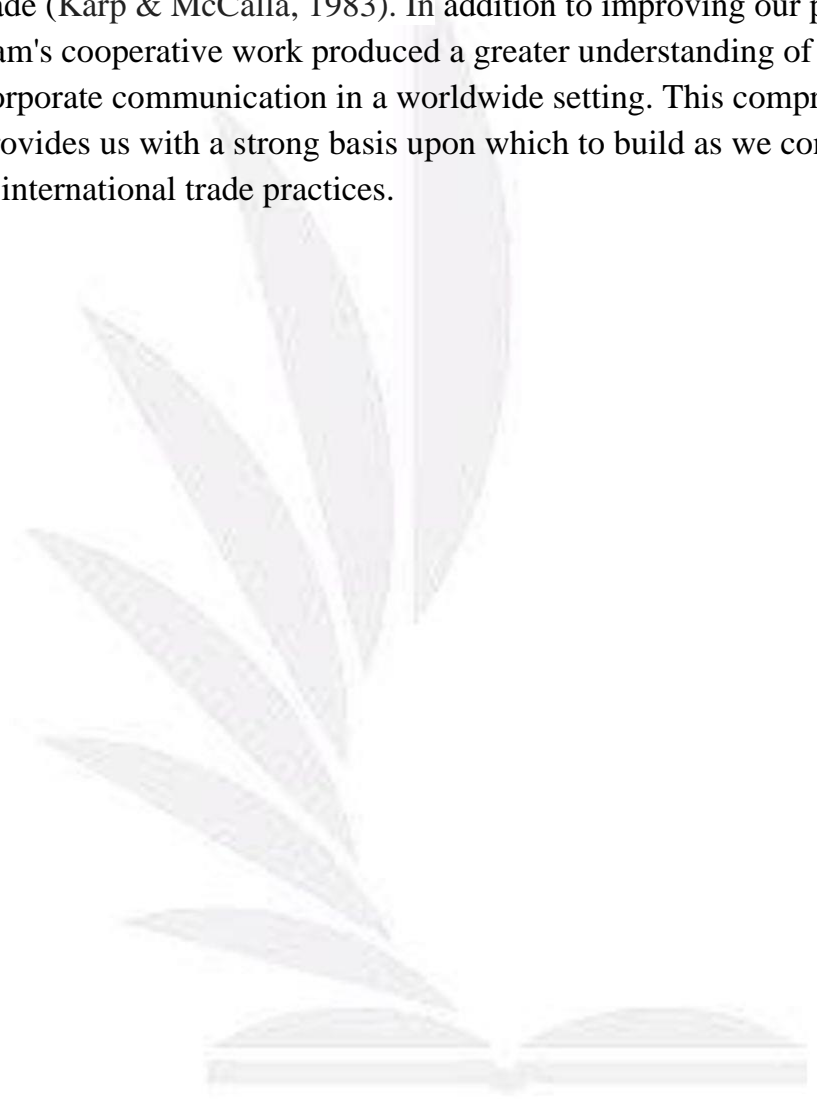 ade (Karp & McCalla, 1983). In addition to improving our p
am's cooperative work produced a greater understanding of
orporate communication in a worldwide setting. This compr
rovides us with a strong basis upon which to build as we con
international trade practices.